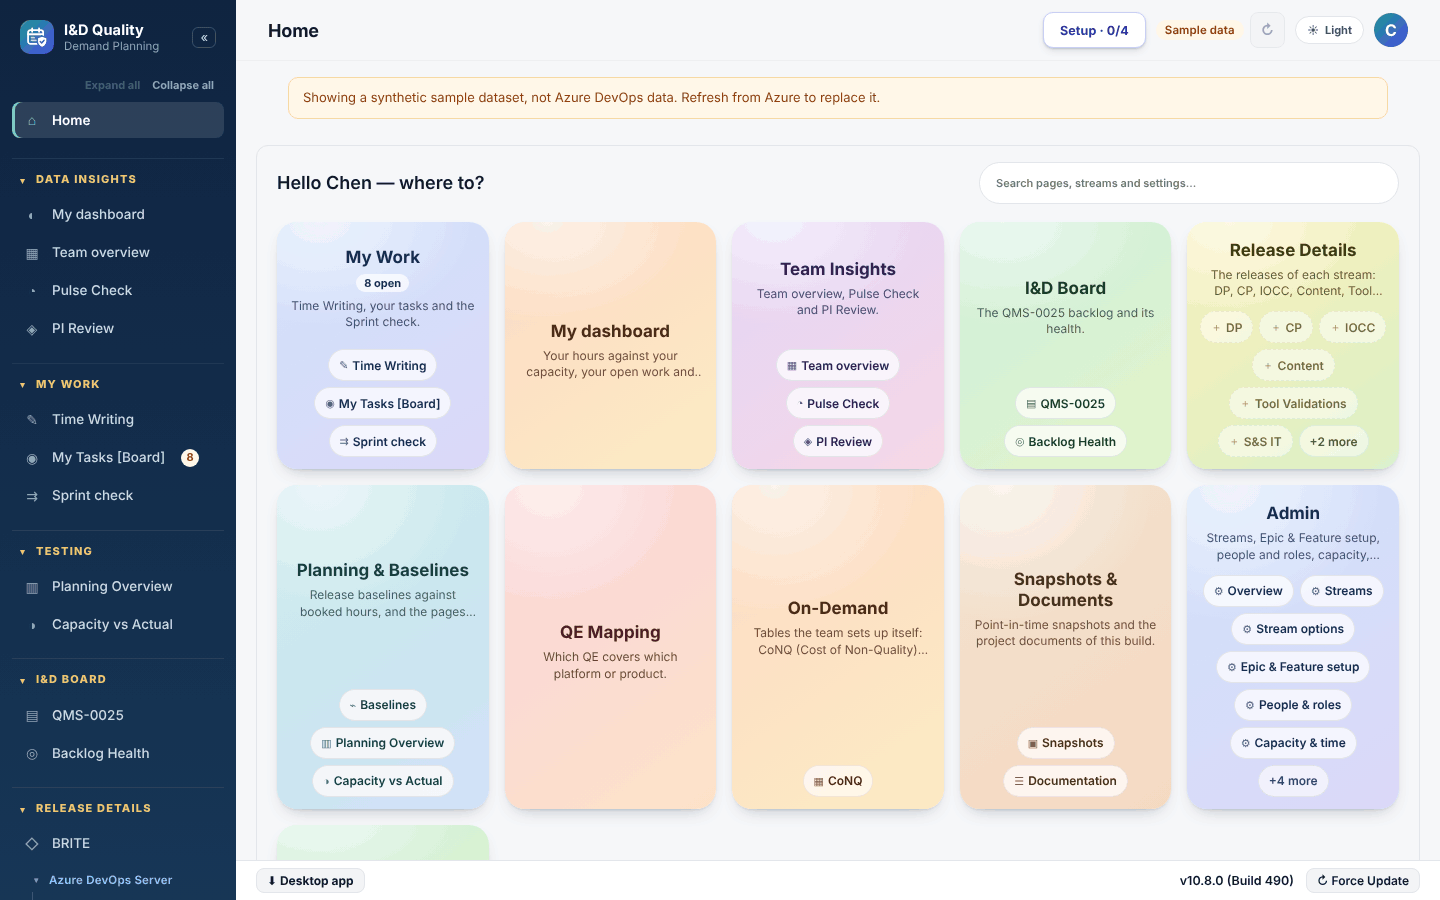 I&D Quality
Demand Planning
«
Expand all Collapse all
Home
DATA INSIGHTS
My dashboard
Team overview
Pulse Check
PI Review
MY WORK
Time Writing
My Tasks [Board] 8
Sprint check
TESTING
Planning Overview
Capacity vs Actual
I&D BOARD
QMS-0025
Backlog Health
RELEASE DETAILS
BRITE
Azure DevOps Server
Home
Setup · 0/4
Sample data
Light
C
Showing a synthetic sample dataset, not Azure DevOps data. Refresh from Azure to replace it.
Hello Chen — where to?
Search pages, streams and settings...
My Work
8 open
Time Writing, your tasks and the
Sprint check.
Time Writing
My Tasks [Board]
Sprint check
My dashboard
Your hours against your
capacity, your open work and..
Team Insights
Team overview, Pulse Check
and PI Review.
Team overview
Pulse Check
PI Review
I&D Board
The QMS-0025 backlog and its
health.
QMS-0025
Backlog Health
Release Details
The releases of each stream:
DP, CP, IOCC, Content, Tool...
+ DP + CP + IOCC
+ Content
+ Tool Validations
+ S&S IT +2 more
Planning & Baselines
Release baselines against
booked hours, and the pages...
Baselines
Planning Overview
Capacity vs Actual
QE Mapping
Which QE covers which
platform or product.
On-Demand
Tables the team sets up itself:
CoNQ (Cost of Non-Quality)...
CoNQ
Snapshots &
Documents
Point-in-time snapshots and the
project documents of this build.
Snapshots
Documentation
Admin
Streams, Epic & Feature setup,
people and roles, capacity,...
Overview Streams
Stream options
Epic & Feature setup
People & roles
Capacity & time
+4 more
Desktop app
v10.8.0 (Build 490)
Force Update